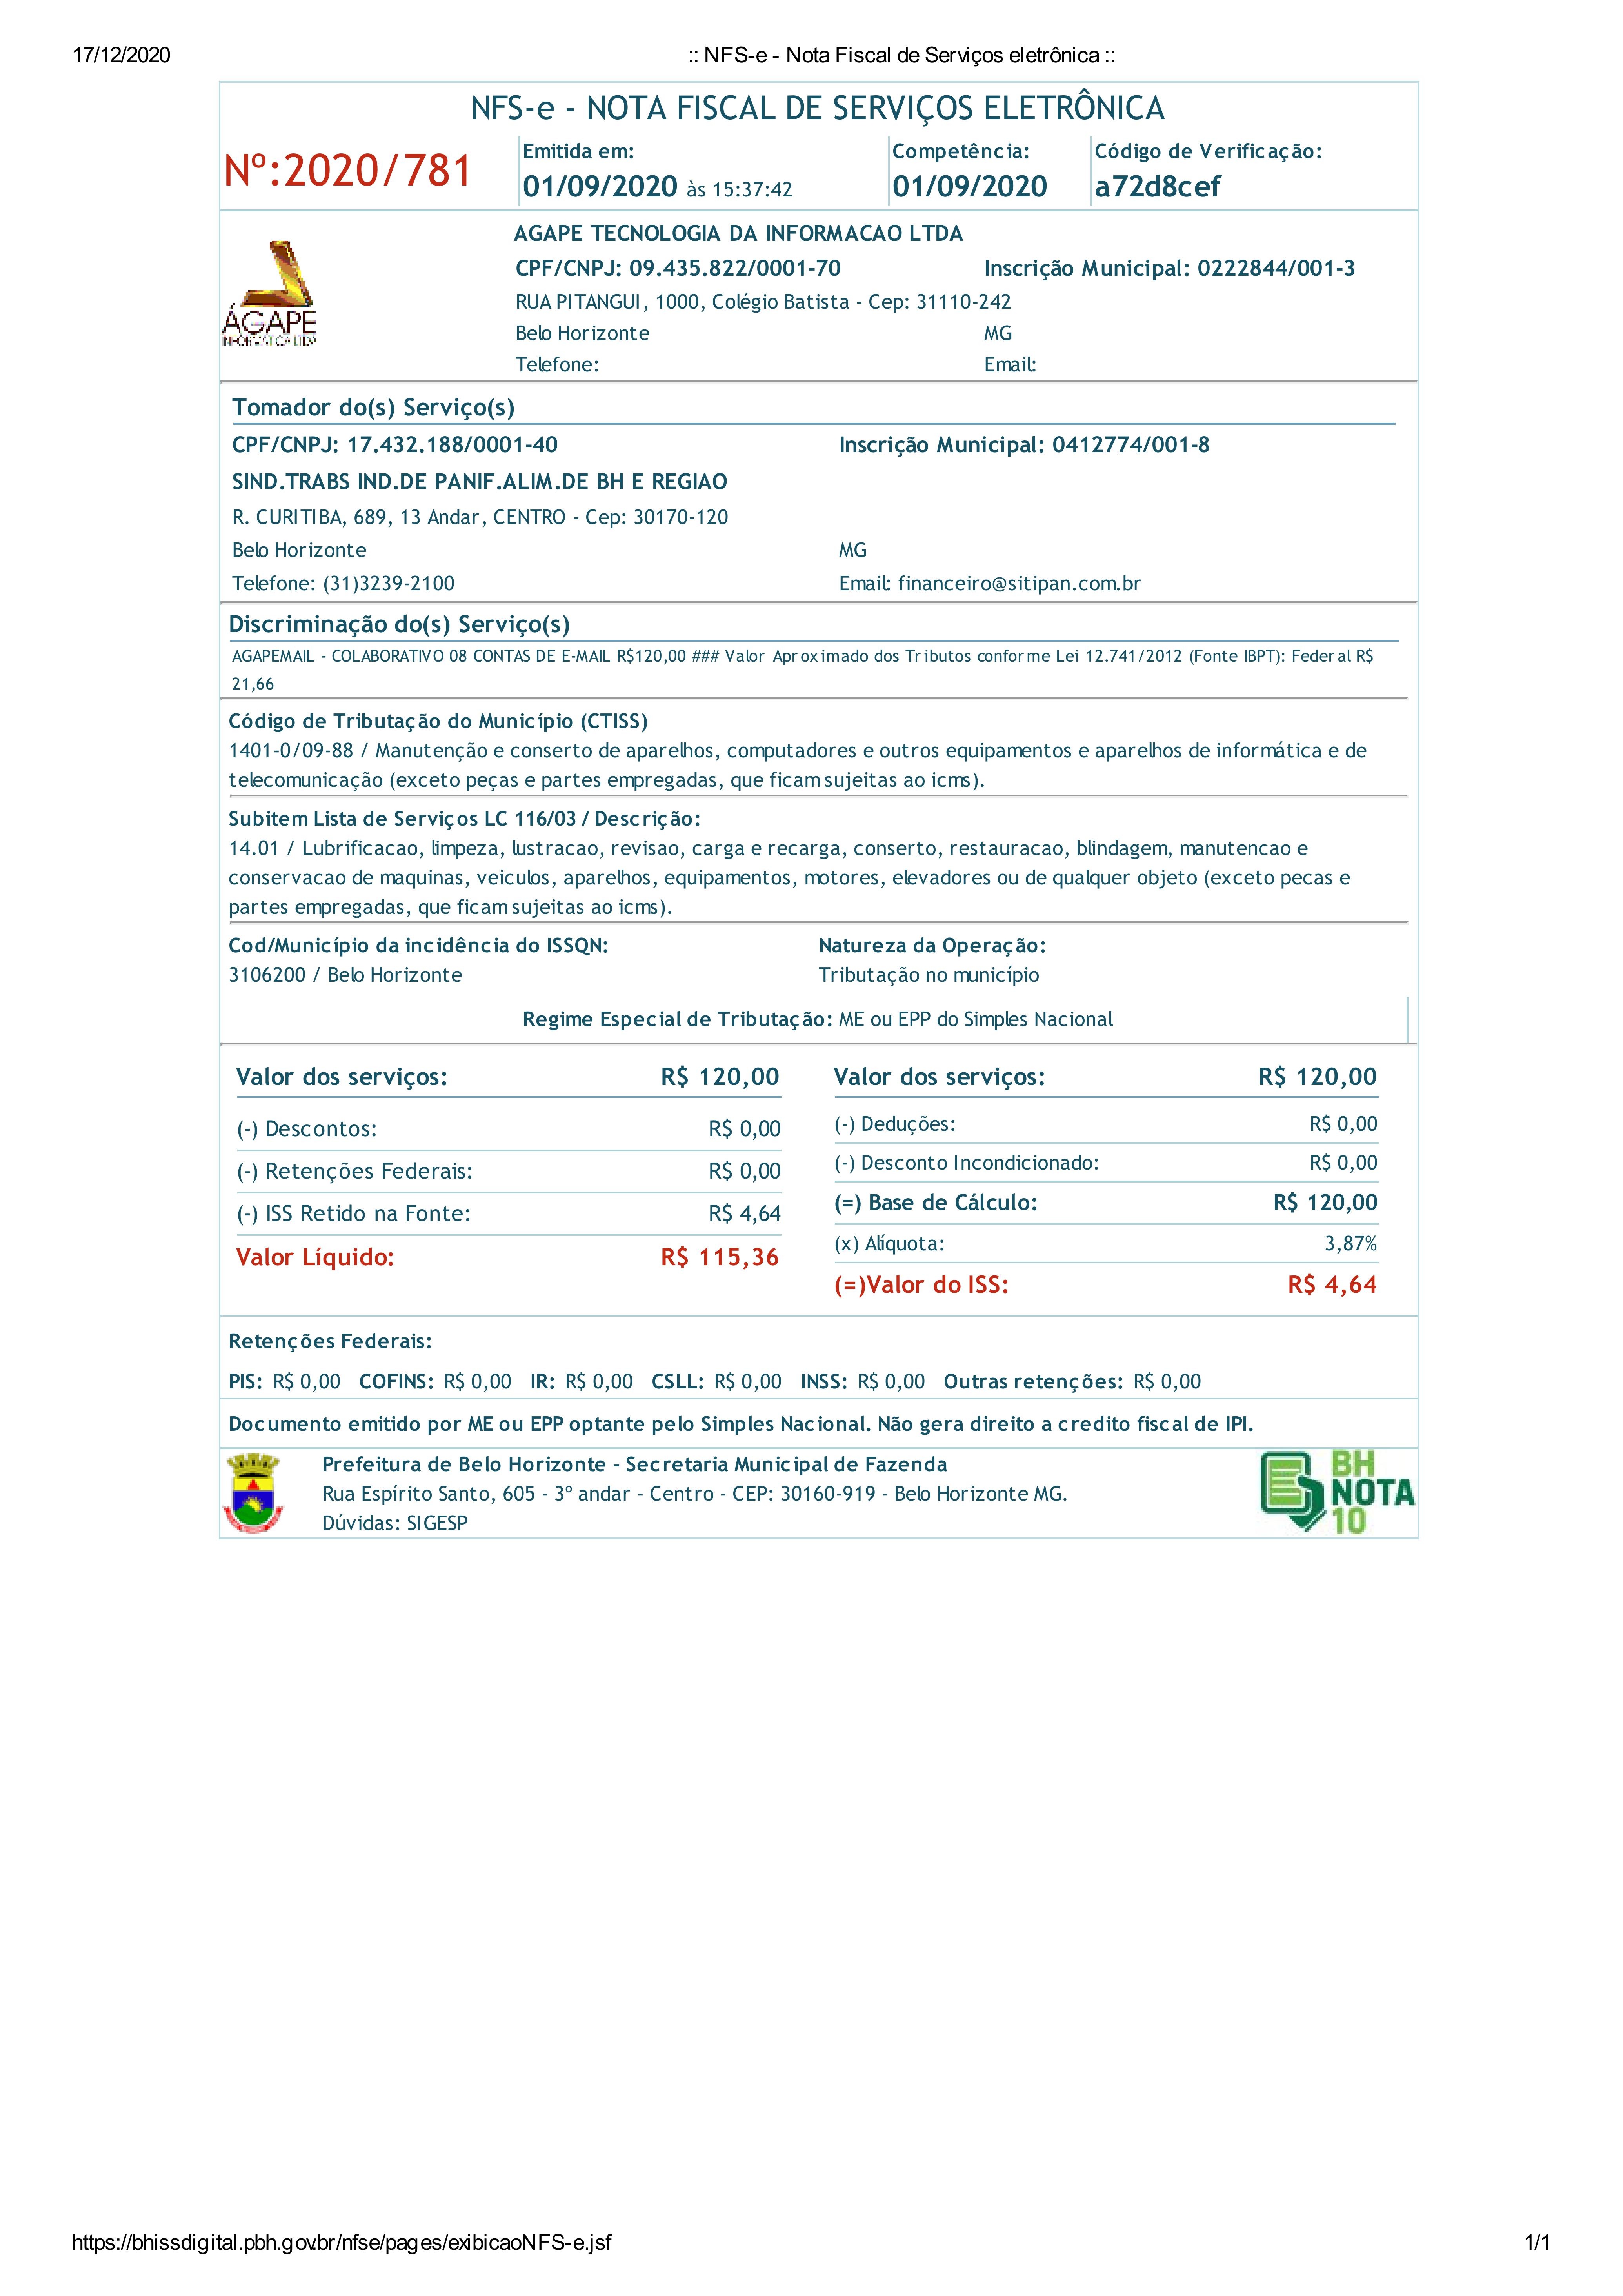 17/12/2020
:: NFS-e - Nota Fiscal de Serviços eletrônica ::
NFS-e - NOTA FISCAL DE SERVIÇOS ELETRÔNICA
Nº:2020/781
Emitida em:
01/09/2020 às 15:37:42
Competência:
01/09/2020
Código de Verificação:
a72d8cef
AGAPE
INFORMATICA LTDA
AGAPE TECNOLOGIA DA INFORMACAO LTDA
CPF/CNPJ: 09.435.822/0001-70 Inscrição Municipal: 0222844/001-3
RUA PITANGUI, 1000, Colégio Batista - Cep: 31110-242
Belo Horizonte MG
Telefone: Email:
Tomador do(s) Serviço(s)
CPF/CNPJ: 17.432.188/0001-40 Inscrição Municipal: 0412774/001-8
SIND.TRABS IND.DE PANIF.ALIM.DE BH E REGIAO
R. CURITIBA, 689, 13 Andar, CENTRO - Cep: 30170-120
Belo Horizonte MG
Telefone: (31)3239-2100 Email: financeiro@sitipan.com.br
Discriminação do(s) Serviço(s)
AGAPEMAIL - COLABORATIVO 08 CONTAS DE E-MAIL R$120,00 ### Valor Aproximado dos Tributos conforme Lei 12.741/2012 (Fonte IBPT): Federal R$
21,66
Código de Tributação do Município (CTISS)
1401-0/09-88 / Manutenção e conserto de aparelhos, computadores e outros equipamentos e aparelhos de informática e de
telecomunicação (exceto peças e partes empregadas, que ficam sujeitas ao icms).
Subitem Lista de Serviços LC 116/03 / Descrição:
14.01 / Lubrificacao, limpeza, lustracao, revisao, carga e recarga, conserto, restauracao, blindagem, manutencao e
conservacao de maquinas, veiculos, aparelhos, equipamentos, motores, elevadores ou de qualquer objeto (exceto pecas e
partes empregadas, que ficam sujeitas ao icms).
Cod/Município da incidência do ISSQN: Natureza da Operação:
3106200 / Belo Horizonte Tributação no município
Regime Especial de Tributação: ME ou EPP do Simples Nacional
Valor dos serviços: R$ 120,00
(-) Descontos: R$ 0,00
(-) Retenções Federais: R$ 0,00
(-) ISS Retido na Fonte: R$ 4,64
Valor Líquido: R$ 115,36
Valor dos serviços: R$ 120,00
(-) Deduções: R$ 0,00
(-) Desconto Incondicionado: R$ 0,00
(=) Base de Cálculo: R$ 120,00
(x) Alíquota: 3,87%
(=)Valor do ISS: R$ 4,64
Retenções Federais:
PIS: R$ 0,00 COFINS: R$ 0,00 IR: R$ 0,00 CSLL: R$ 0,00 INSS: R$ 0,00 Outras retenções: R$ 0,00
Documento emitido por ME ou EPP optante pelo Simples Nacional. Não gera direito a credito fiscal de IPI.
Prefeitura de Belo Horizonte - Secretaria Municipal de Fazenda
Rua Espírito Santo, 605 - 3º andar - Centro - CEP: 30160-919 - Belo Horizonte MG.
Dúvidas: SIGESP
BH
NOTA
10
https://bhissdigital.pbh.gov.br/nfse/pages/exibicaoNFS-e.jsf
1/1